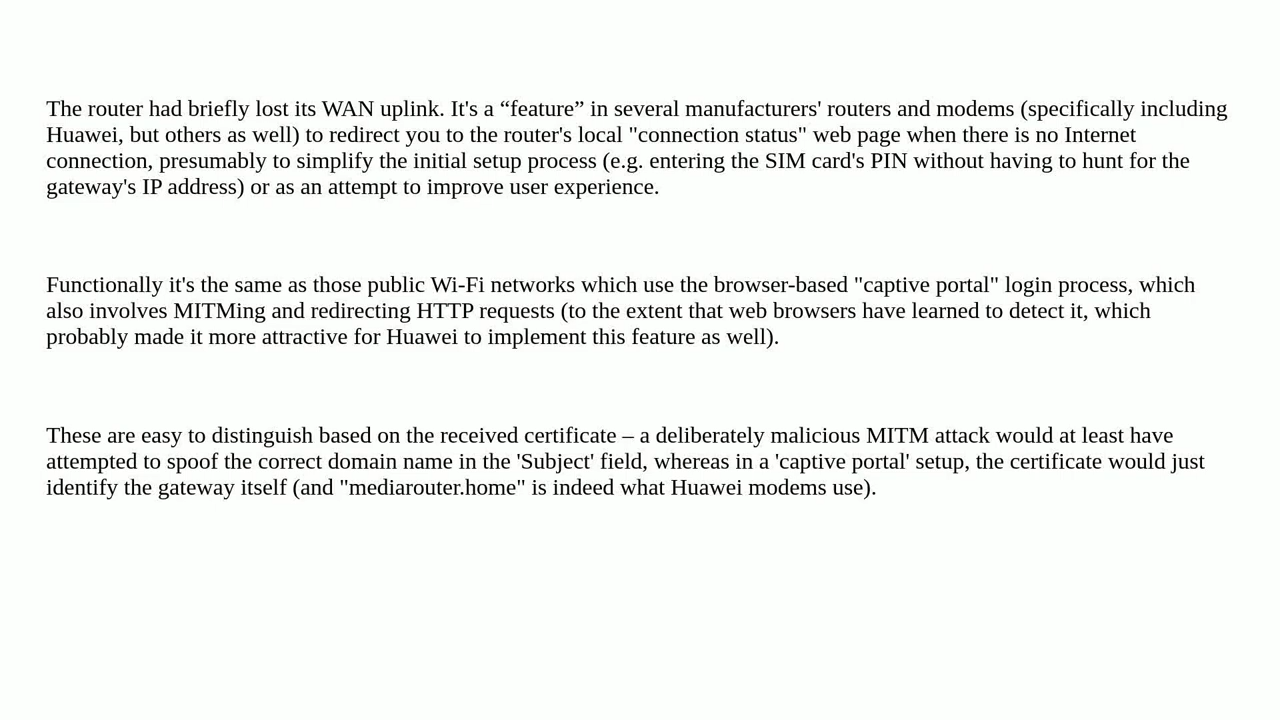 The router had briefly lost its WAN uplink. It's a “feature” in several manufacturers' routers and modems (specifically including
Huawei, but others as well) to redirect you to the router's local "connection status" web page when there is no Internet
connection, presumably to simplify the initial setup process (e.g. entering the SIM card's PIN without having to hunt for the
gateway's IP address) or as an attempt to improve user experience.
Functionally it's the same as those public Wi-Fi networks which use the browser-based "captive portal" login process, which
also involves MITMing and redirecting HTTP requests (to the extent that web browsers have learned to detect it, which
probably made it more attractive for Huawei to implement this feature as well).
These are easy to distinguish based on the received certificate – a deliberately malicious MITM attack would at least have
attempted to spoof the correct domain name in the 'Subject' field, whereas in a 'captive portal' setup, the certificate would just
identify the gateway itself (and "mediarouter.home" is indeed what Huawei modems use).